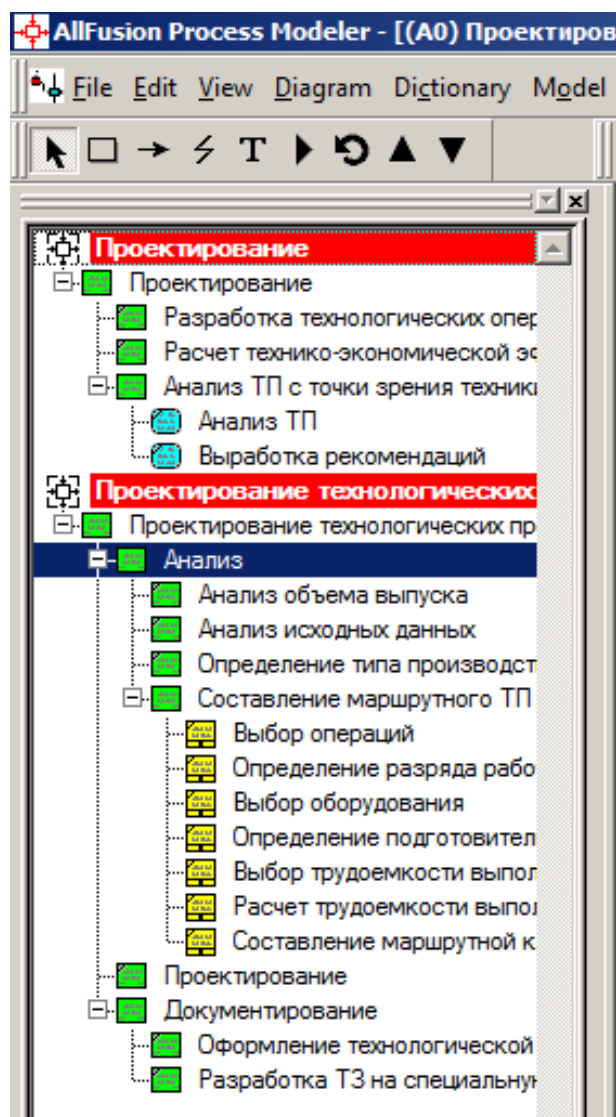 AllFusion Process Modeler - [(A0) Проектиров
File Edit View Diagram Dictionary Model
T
Проектирование
Проектирование
Разработка технологических опер
Расчет технико-экономической эф
Анализ ТП с точки зрения техники
Анализ ТП
Выработка рекомендаций
Проектирование технологических
Проектирование технологических пр
Анализ
Анализ объема выпуска
Анализ исходных данных
Определение типа производст
Составление маршрутного ТП
Выбор операций
Определение разряда рабо
Выбор оборудования
Определение подготовител
Выбор трудоемкости выпол
Расчет трудоемкости выпол
Составление маршрутной к
Проектирование
Документирование
Оформление технологической
Разработка ТЗ на специальну